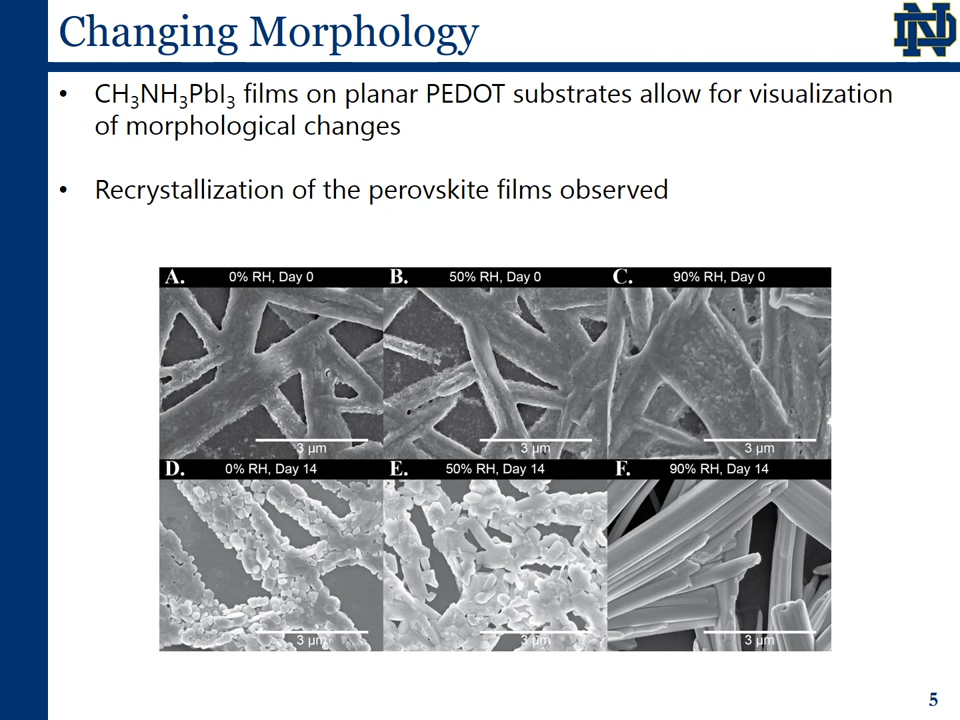 Changing Morphology
ND
• CH₃NH₃PbI₃ films on planar PEDOT substrates allow for visualization
of morphological changes
• Recrystallization of the perovskite films observed
A. 0% RH, Day 0 B. 50% RH, Day 0 C. 90% RH, Day 0
3 µm 3 µm 3 µm
D. 0% RH, Day 14 E. 50% RH, Day 14 F. 90% RH, Day 14
3 µm 3 µm 3 µm
5